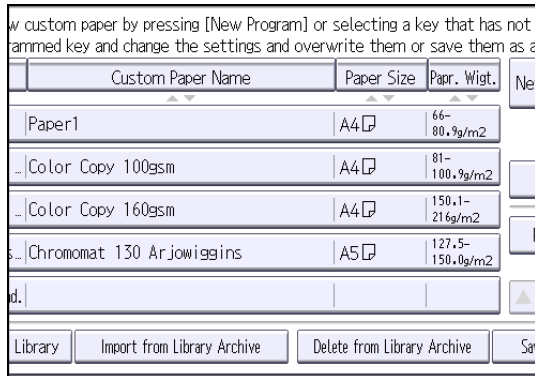 w custom paper by pressing [New Program] or selecting a key that has not
rammed key and change the settings and overwrite them or save them as a
Custom Paper Name Paper Size Papr. Wigt. Ne
Paper1 A4 66-80.9g/m2
Color Copy 100gsm A4 81-100.9g/m2
Color Copy 160gsm A4 150.1-216g/m2
s... Chromomat 130 Arjowiggins A5 127.5-150.0g/m2
nd.
Library Import from Library Archive Delete from Library Archive Sa